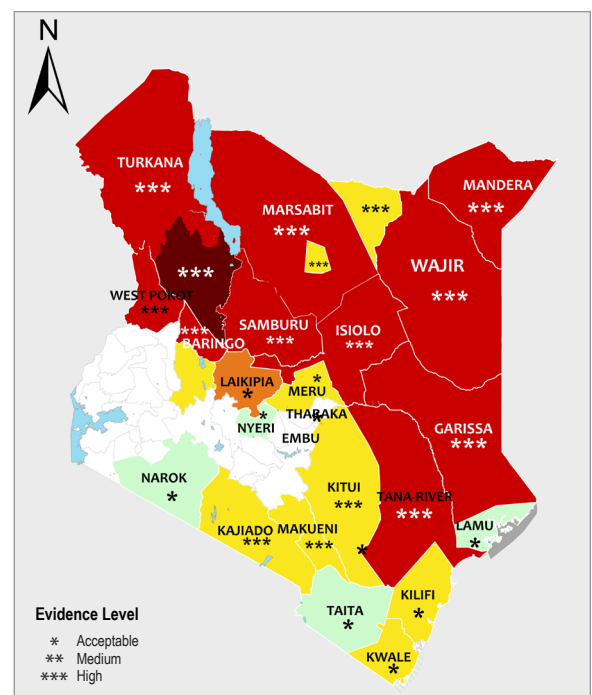 N
TURKANA
***
MANDERA
***
MARSABIT
***
***
***
WAJIR
***
***
WEST POKOT
***
***
BARINGO
SAMBURU
***
ISIOLO
***
LAIKIPIA
*
*
MERU
NYERI
*
THARAKA
*
EMBU
GARISSA
***
NAROK
*
KITUI
***
TANA-RIVER
***
LAMU
*
KAJIADO
***
MAKUENI
***
*
KILIFI
*
TAITA
*
KWALE
*
Evidence Level
* Acceptable
** Medium
*** High